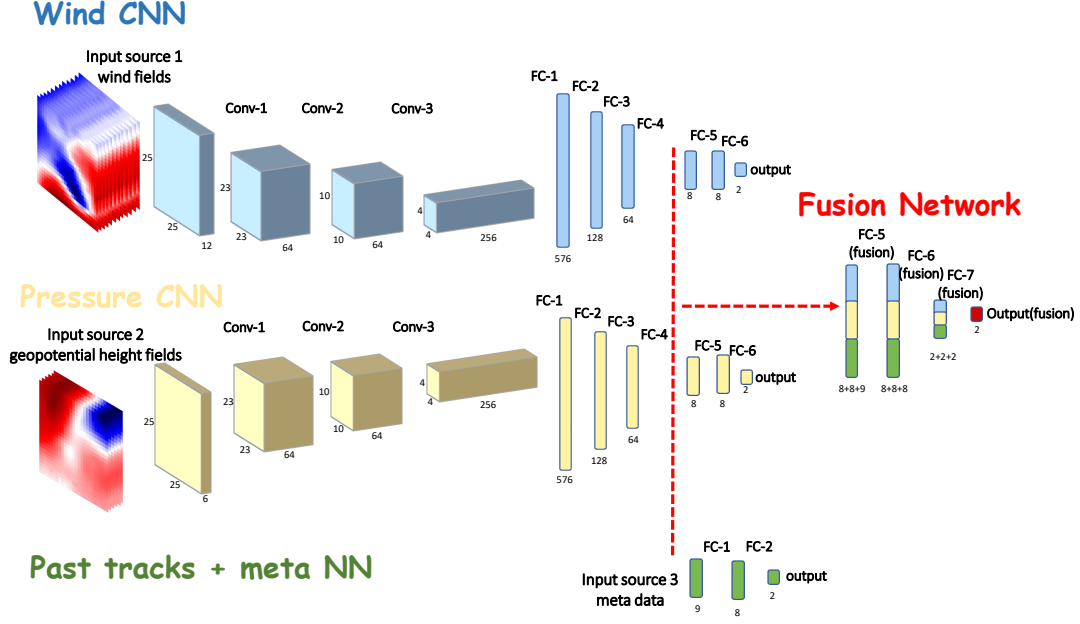 Wind CNN
Input source 1
wind fields
Conv-1
Conv-2
Conv-3
FC-1
FC-2
FC-3
FC-4
FC-5
FC-6
output
25
25
12
23
23
64
10
10
64
4
4
256
576
128
64
8
8
2
Fusion Network
FC-5
(fusion)
FC-6
(fusion)
FC-7
(fusion)
Output(fusion)
2
2+2+2
8+8+9
8+8+8
Pressure CNN
Input source 2
geopotential height fields
Conv-1
Conv-2
Conv-3
FC-1
FC-2
FC-3
FC-4
FC-5
FC-6
output
25
25
6
23
23
64
10
10
64
4
4
256
576
128
64
8
8
2
Past tracks + meta NN
Input source 3
meta data
FC-1
FC-2
output
9
8
2